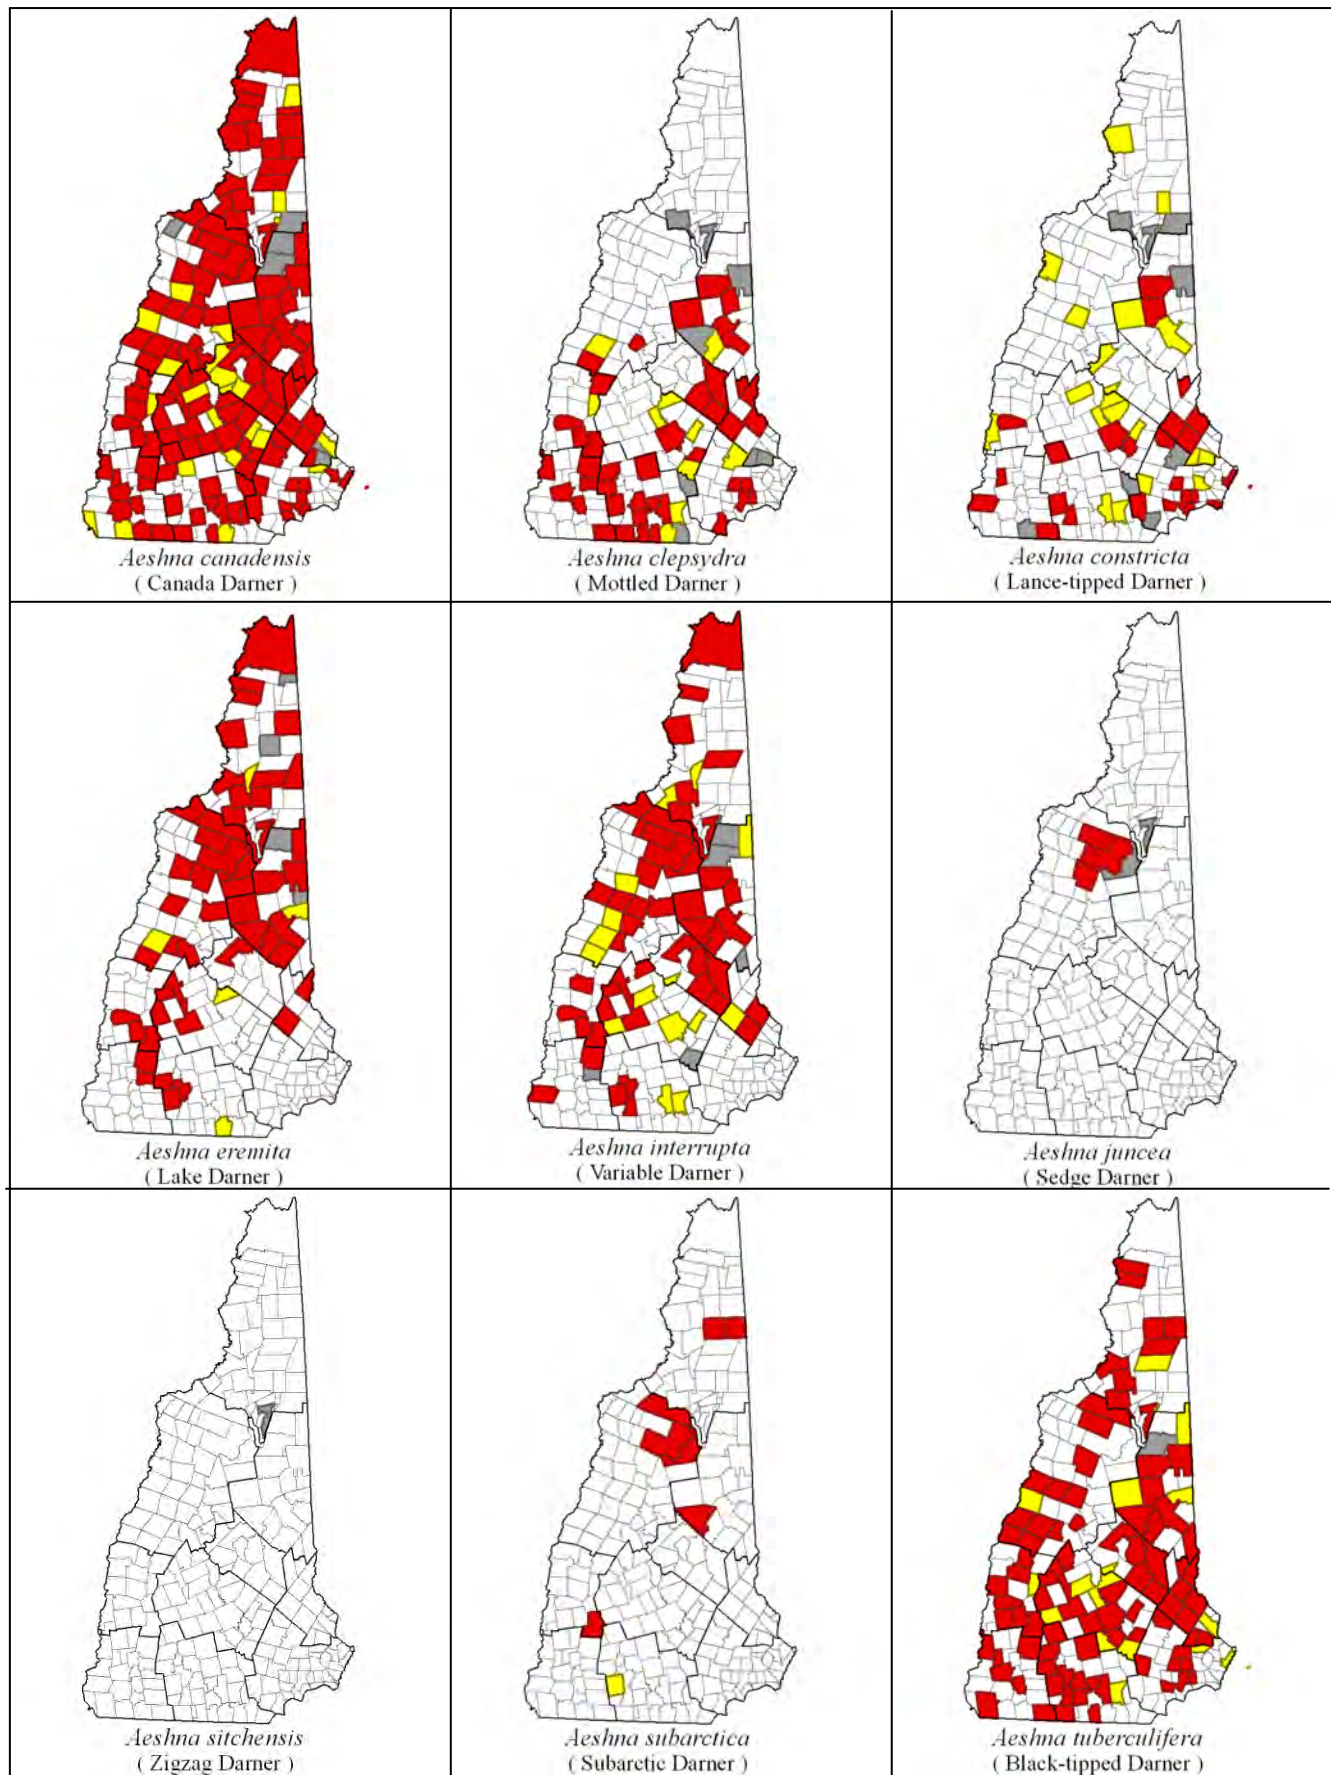 Aeshna canadensis
( Canada Darner )
Aeshna clepsydra
( Mottled Darner )
Aeshna constricta
( Lance-tipped Darner )
Aeshna eremita
( Lake Darner )
Aeshna interrupta
( Variable Darner )
Aeshna juncea
( Sedge Darner )
Aeshna sitchensis
( Zigzag Darner )
Aeshna subarctica
( Subarctic Darner )
Aeshna tuberculifera
( Black-tipped Darner )